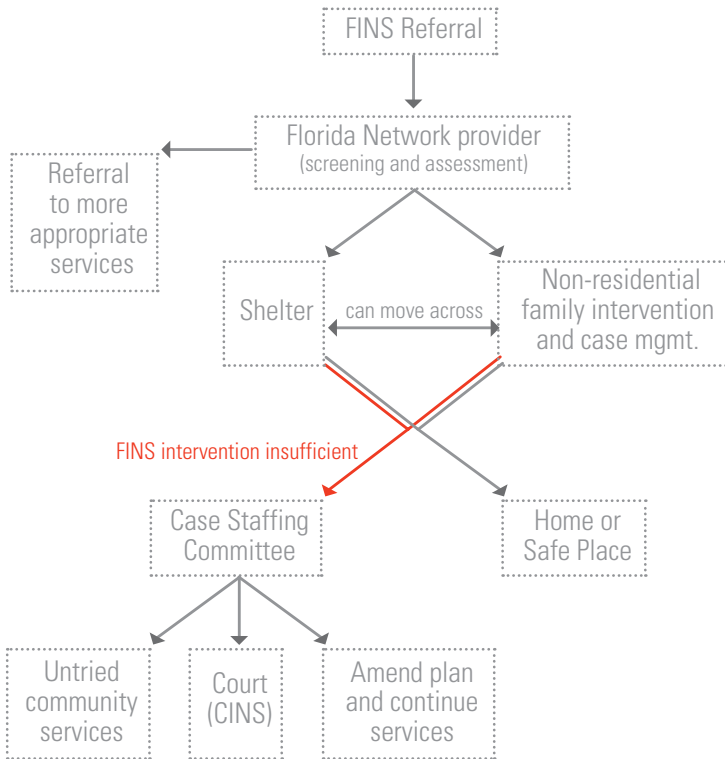 FINS Referral
Florida Network provider
(screening and assessment)
Referral
to more
appropriate
services
Shelter
can move across
Non-residential
family intervention
and case mgmt.
FINS intervention insufficient
Case Staffing
Committee
Home or
Safe Place
Untried
community
services
Court
(CINS)
Amend plan
and continue
services